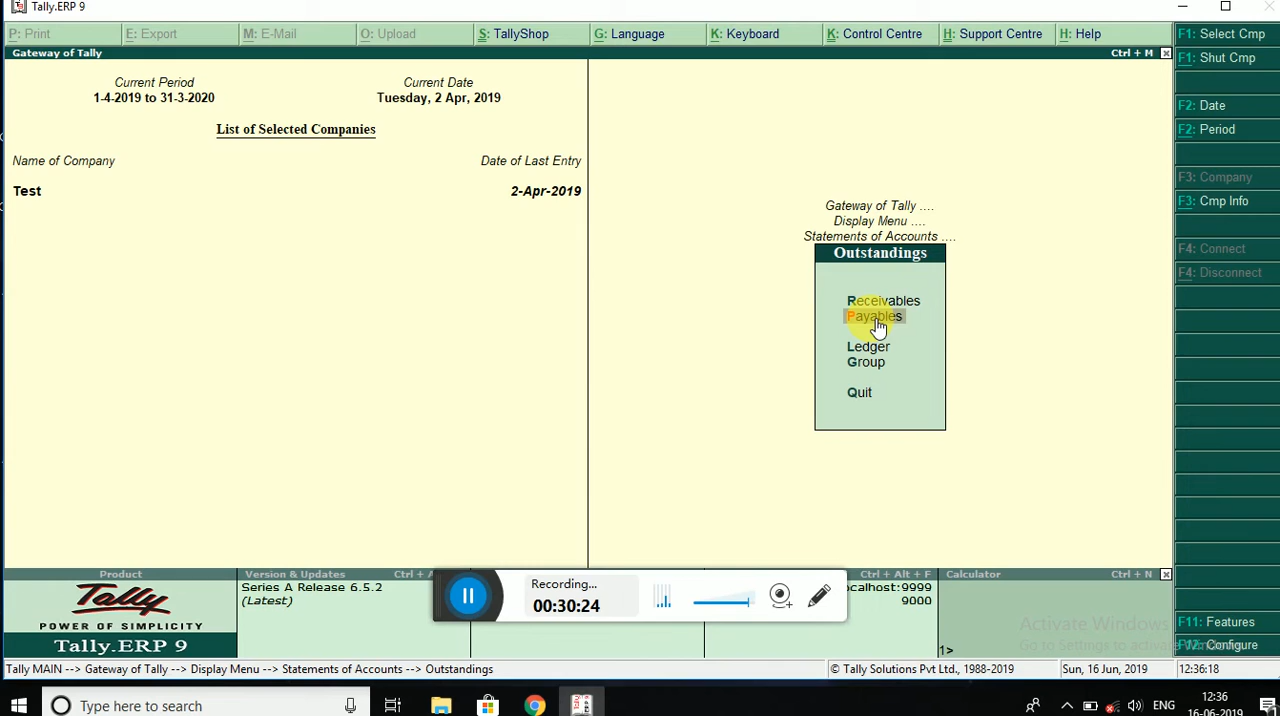 Tally.ERP 9
P: Print
E: Export
M: E-Mail
O: Upload
S: TallyShop
G: Language
K: Keyboard
K: Control Centre
H: Support Centre
H: Help
F1: Select Cmp
F1: Shut Cmp
F2: Date
F2: Period
F3: Company
F3: Cmp Info
F4: Connect
F4: Disconnect
F11: Features
F12: Configure
Gateway of Tally
Ctrl + M
Current Period
1-4-2019 to 31-3-2020
Current Date
Tuesday, 2 Apr, 2019
List of Selected Companies
Name of Company
Date of Last Entry
Test
2-Apr-2019
Gateway of Tally ....
Display Menu ....
Statements of Accounts ....
Outstandings
Receivables
Payables
Ledger
Group
Quit
Product
Tally
POWER OF SIMPLICITY
Tally.ERP 9
Version & Updates
Series A Release 6.5.2
(Latest)
Recording...
00:30:24
Ctrl + Alt + F
localhost:9999
9000
Calculator
Ctrl + N
1>
Activate Windows
Go to Settings to activate
Tally MAIN --> Gateway of Tally --> Display Menu --> Statements of Accounts --> Outstandings
© Tally Solutions Pvt Ltd., 1988-2019
Sun, 16 Jun, 2019
12:36:18
Type here to search
ENG
12:36
16-06-2019